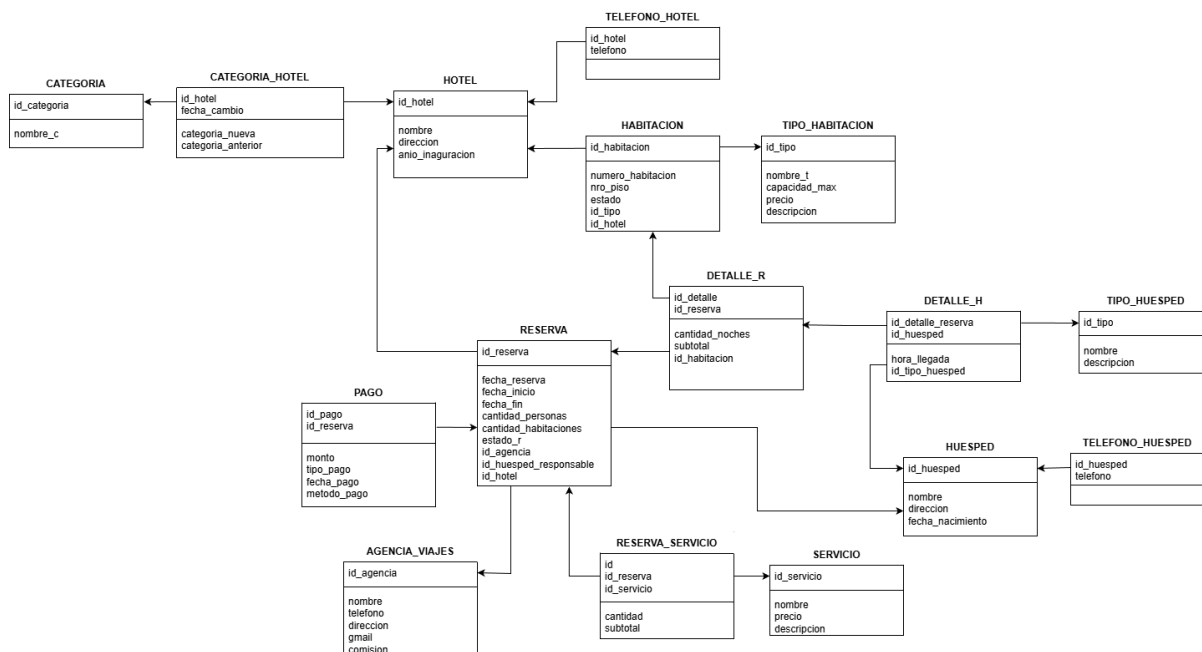 TELEFONO_HOTEL
id_hotel
telefono
CATEGORIA
id_categoria
nombre_c
CATEGORIA_HOTEL
id_hotel
fecha_cambio
categoria_nueva
categoria_anterior
HOTEL
id_hotel
nombre
direccion
anio_inaguracion
HABITACION
id_habitacion
numero_habitacion
nro_piso
estado
id_tipo
id_hotel
TIPO_HABITACION
id_tipo
nombre_t
capacidad_max
precio
descripcion
DETALLE_R
id_detalle
id_reserva
cantidad_noches
subtotal
id_habitacion
DETALLE_H
id_detalle_reserva
id_huesped
hora_llegada
id_tipo_huesped
TIPO_HUESPED
id_tipo
nombre
descripcion
RESERVA
id_reserva
fecha_reserva
fecha_inicio
fecha_fin
cantidad_personas
cantidad_habitaciones
estado_r
id_agencia
id_huesped_responsable
id_hotel
PAGO
id_pago
id_reserva
monto
tipo_pago
fecha_pago
metodo_pago
HUESPED
id_huesped
nombre
direccion
fecha_nacimiento
TELEFONO_HUESPED
id_huesped
telefono
AGENCIA_VIAJES
id_agencia
nombre
telefono
direccion
gmail
comision
RESERVA_SERVICIO
id
id_reserva
id_servicio
cantidad
subtotal
SERVICIO
id_servicio
nombre
precio
descripcion